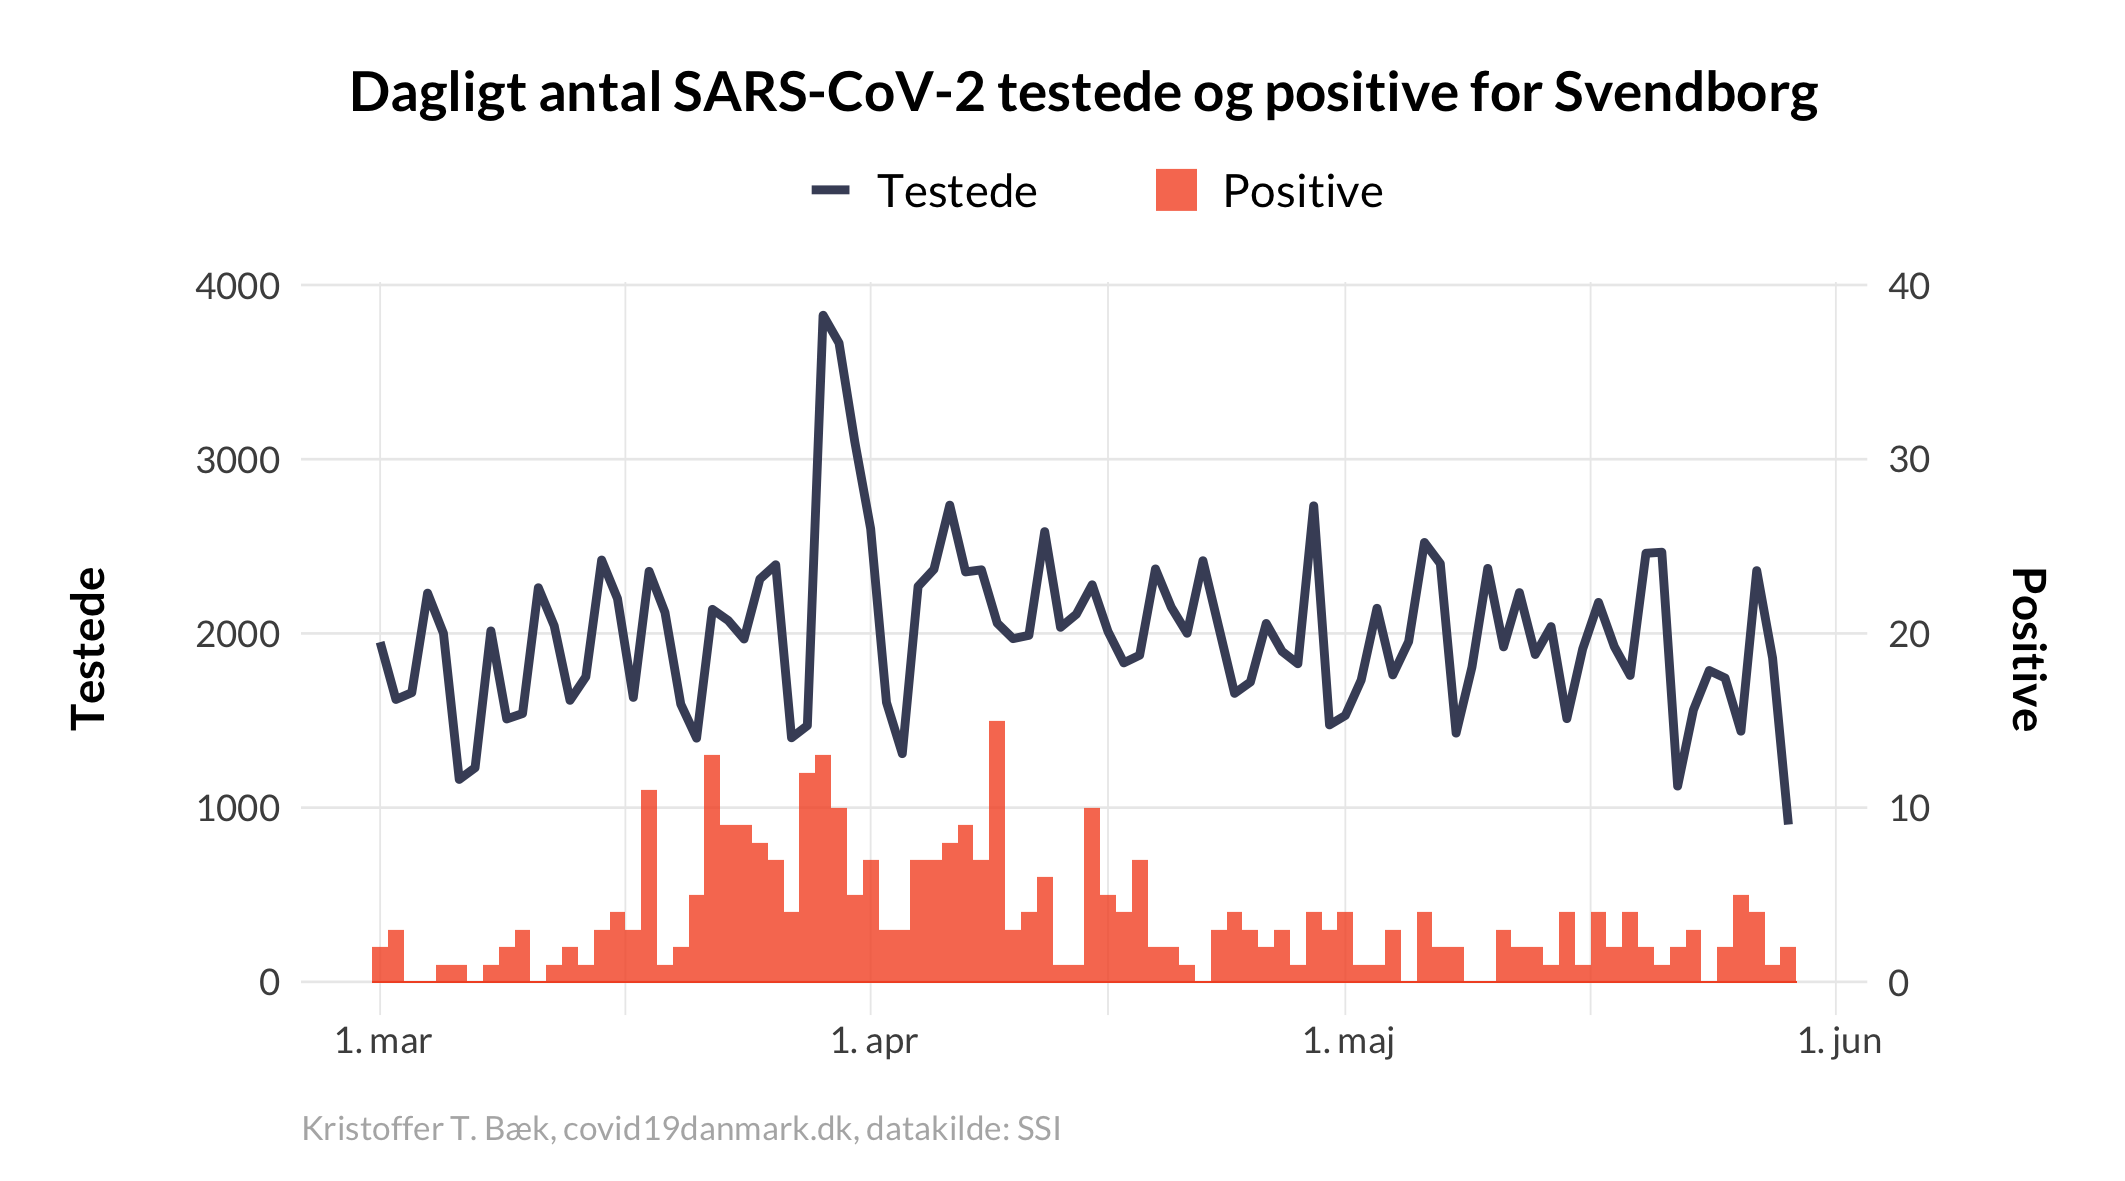 Dagligt antal SARS-CoV-2 testede og positive for Svendborg
Testede Positive
4000 40
3000 30
2000 20
1000 10
0 0
Testede
Positive
1. mar 1. apr 1. maj 1. jun
Kristoffer T. Bæk, covid19danmark.dk, datakilde: SSI